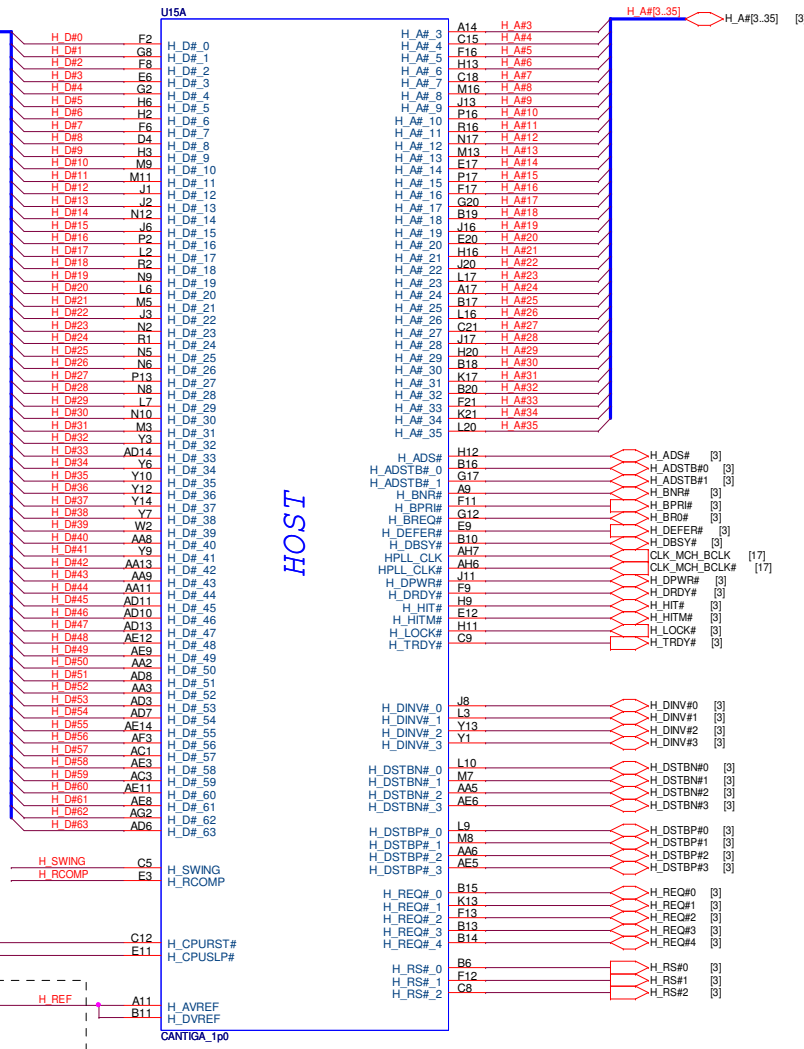 U15A
H_A#[3..35] H_A#[3..35] [3
H_D#0 F2 H_D#_0
H_D#1 G8 H_D#_1
H_D#2 F8 H_D#_2
H_D#3 E6 H_D#_3
H_D#4 G2 H_D#_4
H_D#5 H6 H_D#_5
H_D#6 H2 H_D#_6
H_D#7 F6 H_D#_7
H_D#8 D4 H_D#_8
H_D#9 H3 H_D#_9
H_D#10 M9 H_D#_10
H_D#11 M11 H_D#_11
H_D#12 J1 H_D#_12
H_D#13 J2 H_D#_13
H_D#14 N12 H_D#_14
H_D#15 J6 H_D#_15
H_D#16 P2 H_D#_16
H_D#17 L2 H_D#_17
H_D#18 R2 H_D#_18
H_D#19 N9 H_D#_19
H_D#20 L6 H_D#_20
H_D#21 M5 H_D#_21
H_D#22 J3 H_D#_22
H_D#23 N2 H_D#_23
H_D#24 R1 H_D#_24
H_D#25 N5 H_D#_25
H_D#26 N6 H_D#_26
H_D#27 P13 H_D#_27
H_D#28 N8 H_D#_28
H_D#29 L7 H_D#_29
H_D#30 N10 H_D#_30
H_D#31 M3 H_D#_31
H_D#32 Y3 H_D#_32
H_D#33 AD14 H_D#_33
H_D#34 Y6 H_D#_34
H_D#35 Y10 H_D#_35
H_D#36 Y12 H_D#_36
H_D#37 Y14 H_D#_37
H_D#38 Y7 H_D#_38
H_D#39 W2 H_D#_39
H_D#40 AA8 H_D#_40
H_D#41 Y9 H_D#_41
H_D#42 AA13 H_D#_42
H_D#43 AA9 H_D#_43
H_D#44 AA11 H_D#_44
H_D#45 AD11 H_D#_45
H_D#46 AD10 H_D#_46
H_D#47 AD13 H_D#_47
H_D#48 AE12 H_D#_48
H_D#49 AE9 H_D#_49
H_D#50 AA2 H_D#_50
H_D#51 AD8 H_D#_51
H_D#52 AA3 H_D#_52
H_D#53 AD3 H_D#_53
H_D#54 AD7 H_D#_54
H_D#55 AE14 H_D#_55
H_D#56 AF3 H_D#_56
H_D#57 AC1 H_D#_57
H_D#58 AE3 H_D#_58
H_D#59 AC3 H_D#_59
H_D#60 AE11 H_D#_60
H_D#61 AE8 H_D#_61
H_D#62 AG2 H_D#_62
H_D#63 AD6 H_D#_63
H_SWING C5 H_SWING
H_RCOMP E3 H_RCOMP
C12 H_CPURST#
E11 H_CPUSLP#
H_REF A11 H_AVREF
B11 H_DVREF
HOST
H_A#_3 A14 H_A#3
H_A#_4 C15 H_A#4
H_A#_5 F16 H_A#5
H_A#_6 H13 H_A#6
H_A#_7 C18 H_A#7
H_A#_8 M16 H_A#8
H_A#_9 J13 H_A#9
H_A#_10 P16 H_A#10
H_A#_11 R16 H_A#11
H_A#_12 N17 H_A#12
H_A#_13 M13 H_A#13
H_A#_14 E17 H_A#14
H_A#_15 P17 H_A#15
H_A#_16 F17 H_A#16
H_A#_17 G20 H_A#17
H_A#_18 B19 H_A#18
H_A#_19 J16 H_A#19
H_A#_20 E20 H_A#20
H_A#_21 H16 H_A#21
H_A#_22 J20 H_A#22
H_A#_23 L17 H_A#23
H_A#_24 A17 H_A#24
H_A#_25 B17 H_A#25
H_A#_26 L16 H_A#26
H_A#_27 C21 H_A#27
H_A#_28 J17 H_A#28
H_A#_29 H20 H_A#29
H_A#_30 B18 H_A#30
H_A#_31 K17 H_A#31
H_A#_32 B20 H_A#32
H_A#_33 F21 H_A#33
H_A#_34 K21 H_A#34
H_A#_35 L20 H_A#35
H_ADS# H12 H_ADS# [3]
H_ADSTB#_0 B16 H_ADSTB#0 [3]
H_ADSTB#_1 G17 H_ADSTB#1 [3]
H_BNR# A9 H_BNR# [3]
H_BPRI# F11 H_BPRI# [3]
H_BREQ# G12 H_BR0# [3]
H_DEFER# E9 H_DEFER# [3]
H_DBSY# B10 H_DBSY# [3]
HPLL_CLK AH7 CLK_MCH_BCLK [17]
HPLL_CLK# AH6 CLK_MCH_BCLK# [17]
H_DPWR# J11 H_DPWR# [3]
H_DRDY# F9 H_DRDY# [3]
H_HIT# H9 H_HIT# [3]
H_HITM# E12 H_HITM# [3]
H_LOCK# H11 H_LOCK# [3]
H_TRDY# C9 H_TRDY# [3]
H_DINV#_0 J8 H_DINV#0 [3]
H_DINV#_1 L3 H_DINV#1 [3]
H_DINV#_2 Y13 H_DINV#2 [3]
H_DINV#_3 Y1 H_DINV#3 [3]
H_DSTBN#_0 L10 H_DSTBN#0 [3]
H_DSTBN#_1 M7 H_DSTBN#1 [3]
H_DSTBN#_2 AA5 H_DSTBN#2 [3]
H_DSTBN#_3 AE6 H_DSTBN#3 [3]
H_DSTBP#_0 L9 H_DSTBP#0 [3]
H_DSTBP#_1 M8 H_DSTBP#1 [3]
H_DSTBP#_2 AA6 H_DSTBP#2 [3]
H_DSTBP#_3 AE5 H_DSTBP#3 [3]
H_REQ#_0 B15 H_REQ#0 [3]
H_REQ#_1 K13 H_REQ#1 [3]
H_REQ#_2 F13 H_REQ#2 [3]
H_REQ#_3 B13 H_REQ#3 [3]
H_REQ#_4 B14 H_REQ#4 [3]
H_RS#_0 B6 H_RS#0 [3]
H_RS#_1 F12 H_RS#1 [3]
H_RS#_2 C8 H_RS#2 [3]
CANTIGA_1p0